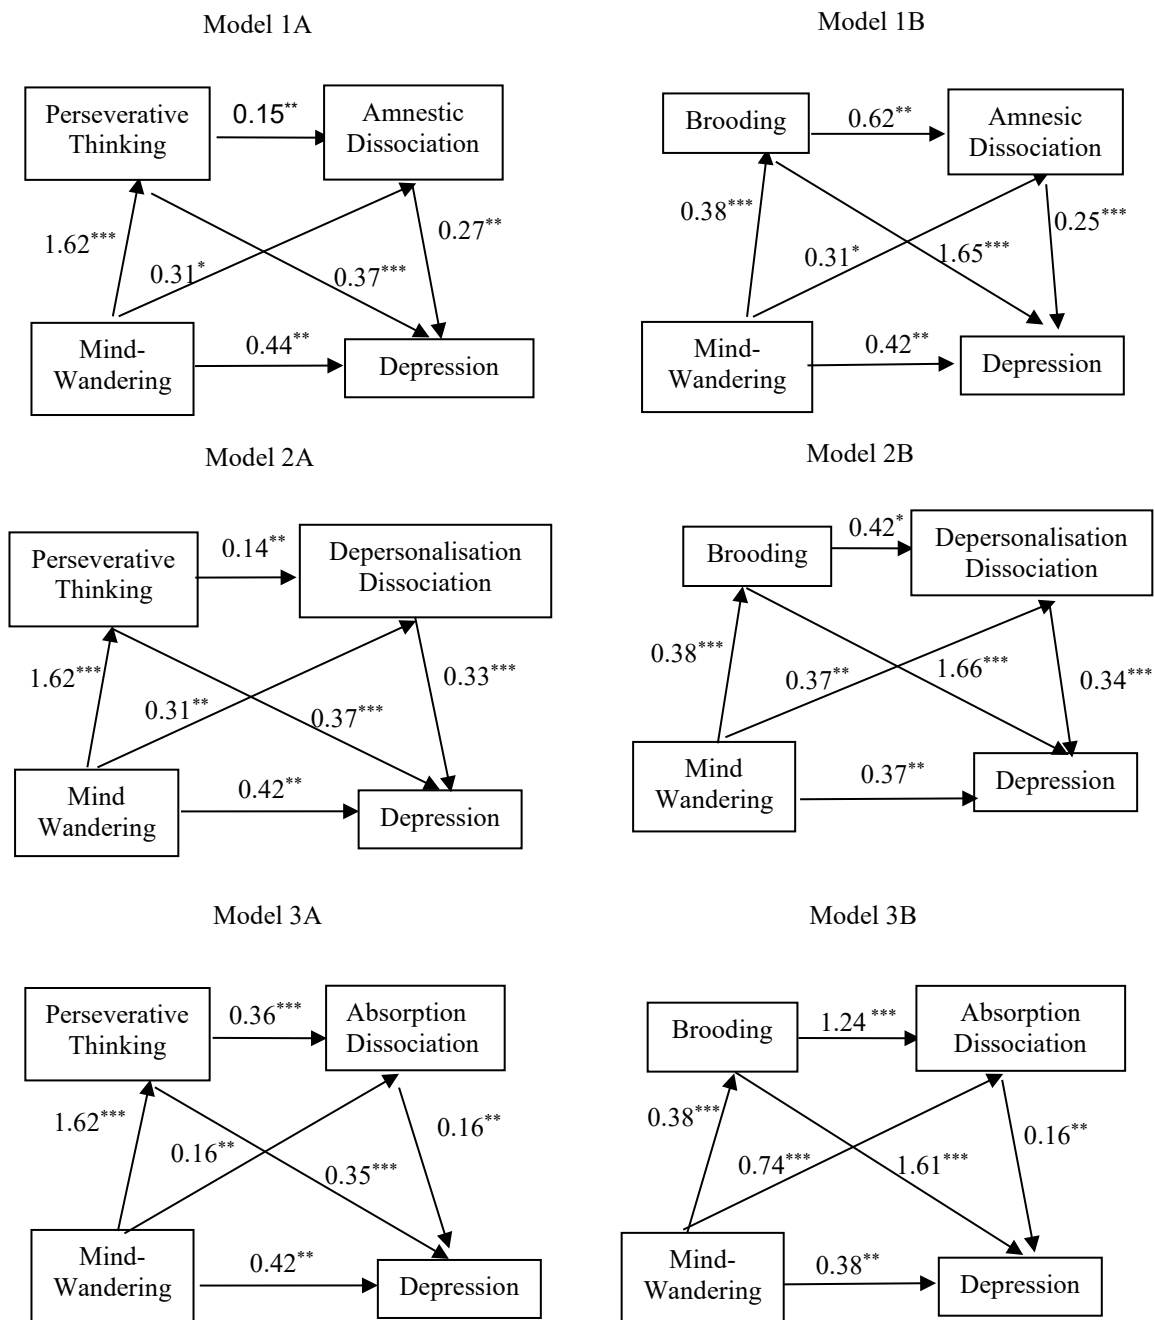 Model 1A
Perseverative
Thinking
0.15**
Amnestic
Dissociation
1.62***
0.31*
0.37***
0.27**
Mind-
Wandering
0.44**
Depression
Model 1B
Brooding
0.62**
Amnesic
Dissociation
0.38***
0.31*
1.65***
0.25***
Mind-
Wandering
0.42**
Depression
Model 2A
Perseverative
Thinking
0.14**
Depersonalisation
Dissociation
1.62***
0.31**
0.37***
0.33***
Mind
Wandering
0.42**
Depression
Model 2B
Brooding
0.42*
Depersonalisation
Dissociation
0.38***
0.37**
1.66***
0.34***
Mind
Wandering
0.37**
Depression
Model 3A
Perseverative
Thinking
0.36***
Absorption
Dissociation
1.62***
0.16**
0.35***
0.16**
Mind-
Wandering
0.42**
Depression
Model 3B
Brooding
1.24 ***
Absorption
Dissociation
0.38***
0.74***
1.61***
0.16**
Mind-
Wandering
0.38**
Depression